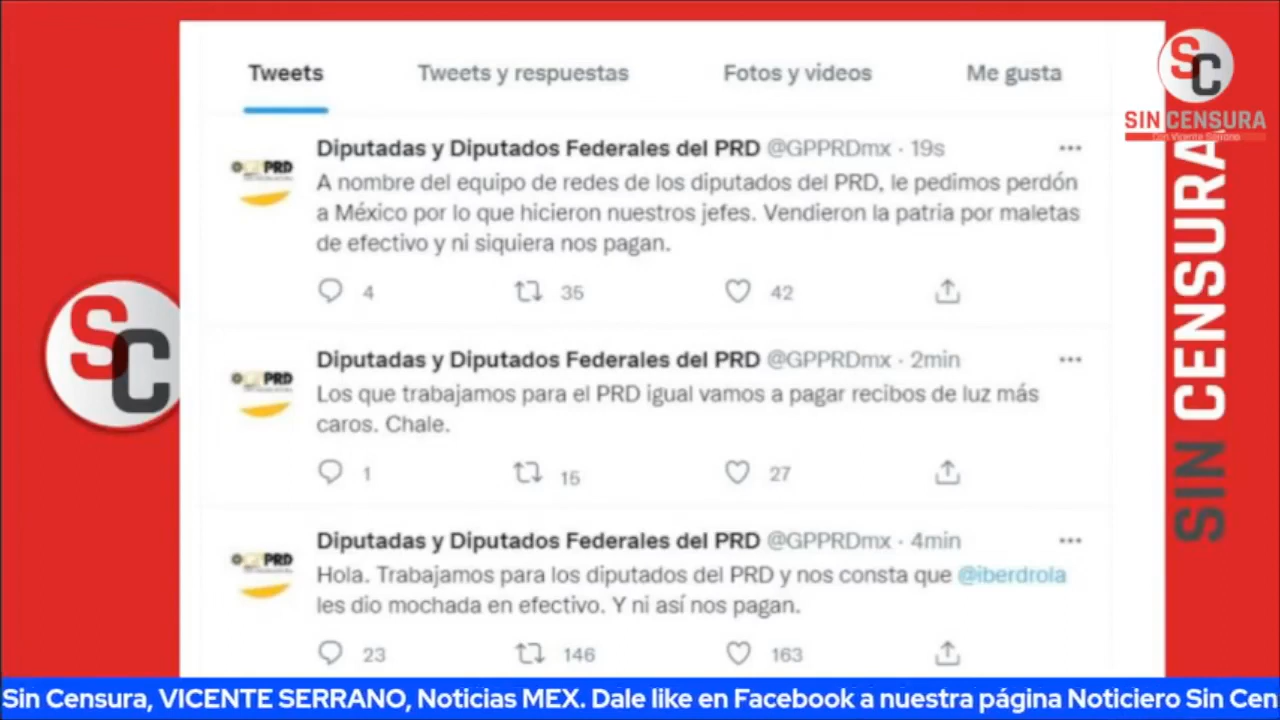 Tweets
Tweets y respuestas
Fotos y videos
Me gusta
SC
SIN CENSURA
Con Vicente Serrano
Diputadas y Diputados Federales del PRD @GPPRDmx · 19s
PRD
A nombre del equipo de redes de los diputados del PRD, le pedimos perdón
a México por lo que hicieron nuestros jefes. Vendieron la patria por maletas
de efectivo y ni siquiera nos pagan.
4 35 42
Diputadas y Diputados Federales del PRD @GPPRDmx · 2min
PRD
Los que trabajamos para el PRD igual vamos a pagar recibos de luz más
caros. Chale.
1 15 27
Diputadas y Diputados Federales del PRD @GPPRDmx · 4min
PRD
Hola. Trabajamos para los diputados del PRD y nos consta que @iberdrola
les dio mochada en efectivo. Y ni así nos pagan.
23 146 163
SC
SIN CENSURA
Sin Censura, VICENTE SERRANO, Noticias MEX. Dale like en Facebook a nuestra página Noticiero Sin Cen